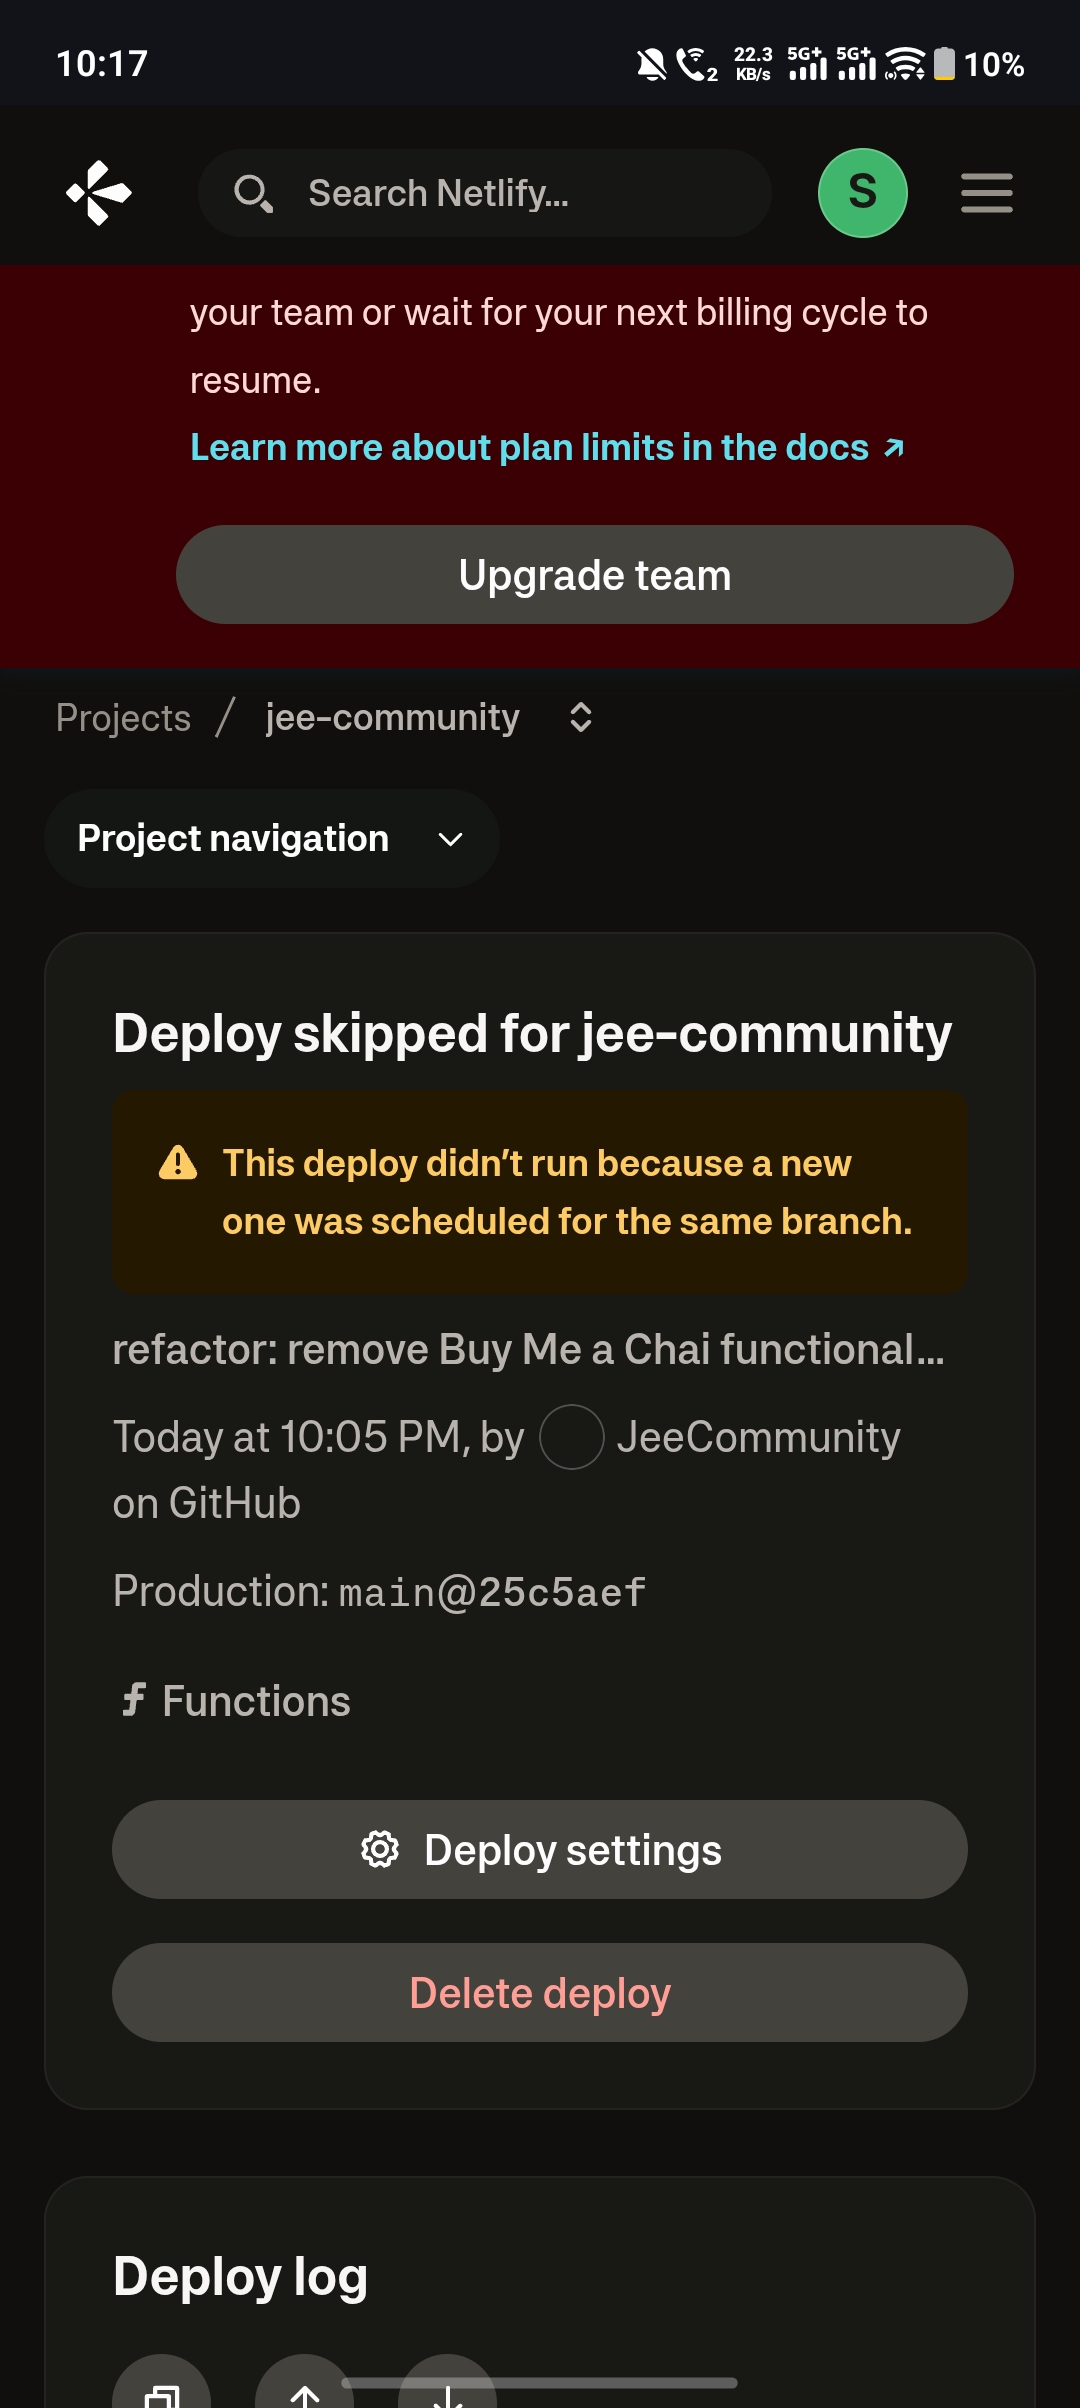 10:17
2
22.3
KB/s
5G+
5G+
10%
Search Netlify...
S
your team or wait for your next billing cycle to
resume.
Learn more about plan limits in the docs
Upgrade team
Projects / jee-community
Project navigation
Deploy skipped for jee-community
This deploy didn’t run because a new
one was scheduled for the same branch.
refactor: remove Buy Me a Chai functional...
Today at 10:05 PM, by JeeCommunity
on GitHub
Production: main@25c5aef
Functions
Deploy settings
Delete deploy
Deploy log